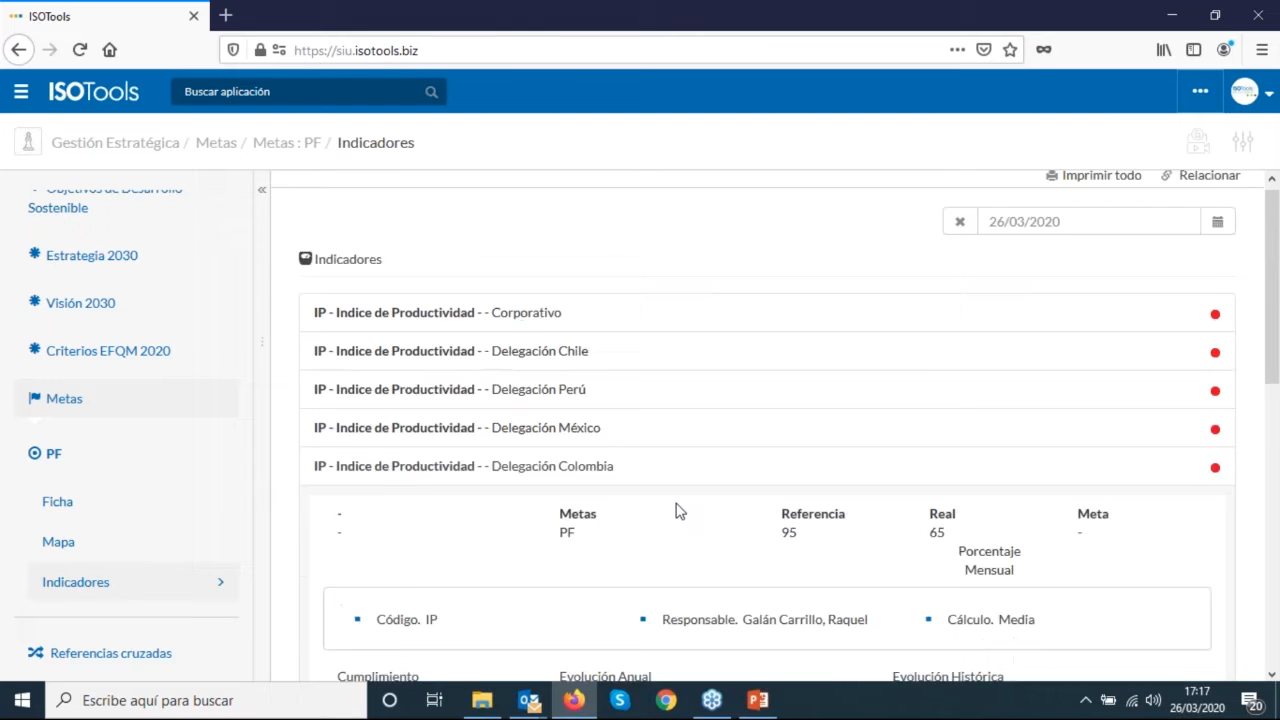 ISOTools
https://siu.isotools.biz
ISOTools
Buscar aplicación
Gestión Estratégica / Metas / Metas : PF / Indicadores
Objetivos de Desarrollo
Sostenible
Estrategia 2030
Visión 2030
Criterios EFQM 2020
Metas
PF
Ficha
Mapa
Indicadores
Referencias cruzadas
Imprimir todo
Relacionar
26/03/2020
Indicadores
IP - Indice de Productividad - - Corporativo
IP - Indice de Productividad - - Delegación Chile
IP - Indice de Productividad - - Delegación Perú
IP - Indice de Productividad - - Delegación México
IP - Indice de Productividad - - Delegación Colombia
- Metas Referencia Real Meta
- PF 95 65 -
Porcentaje
Mensual
Código. IP
Responsable. Galán Carrillo, Raquel
Cálculo. Media
Cumplimiento Evolución Anual Evolución Histórica
Escribe aquí para buscar
17:17
26/03/2020
20